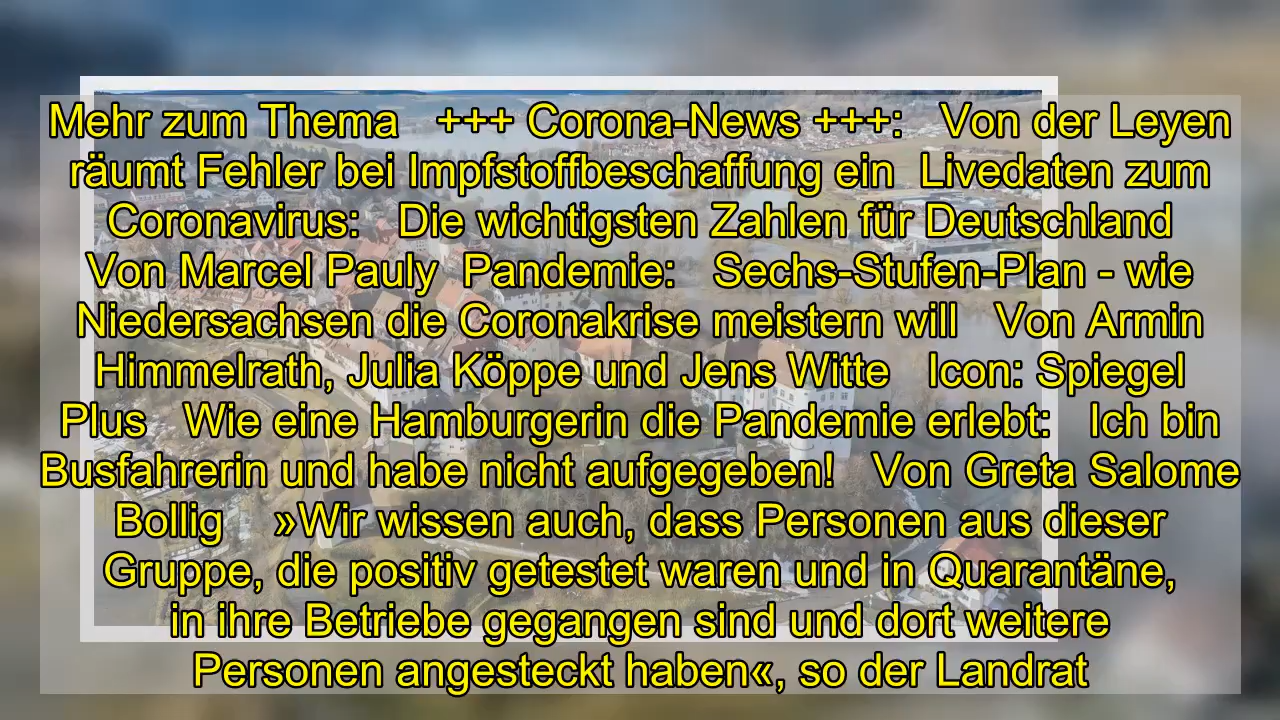 Mehr zum Thema +++ Corona-News +++: Von der Leyen
räumt Fehler bei Impfstoffbeschaffung ein Livedaten zum
Coronavirus: Die wichtigsten Zahlen für Deutschland
Von Marcel Pauly Pandemie: Sechs-Stufen-Plan - wie
Niedersachsen die Coronakrise meistern will Von Armin
Himmelrath, Julia Köppe und Jens Witte Icon: Spiegel
Plus Wie eine Hamburgerin die Pandemie erlebt: Ich bin
Busfahrerin und habe nicht aufgegeben! Von Greta Salome
Bollig »Wir wissen auch, dass Personen aus dieser
Gruppe, die positiv getestet waren und in Quarantäne,
in ihre Betriebe gegangen sind und dort weitere
Personen angesteckt haben«, so der Landrat